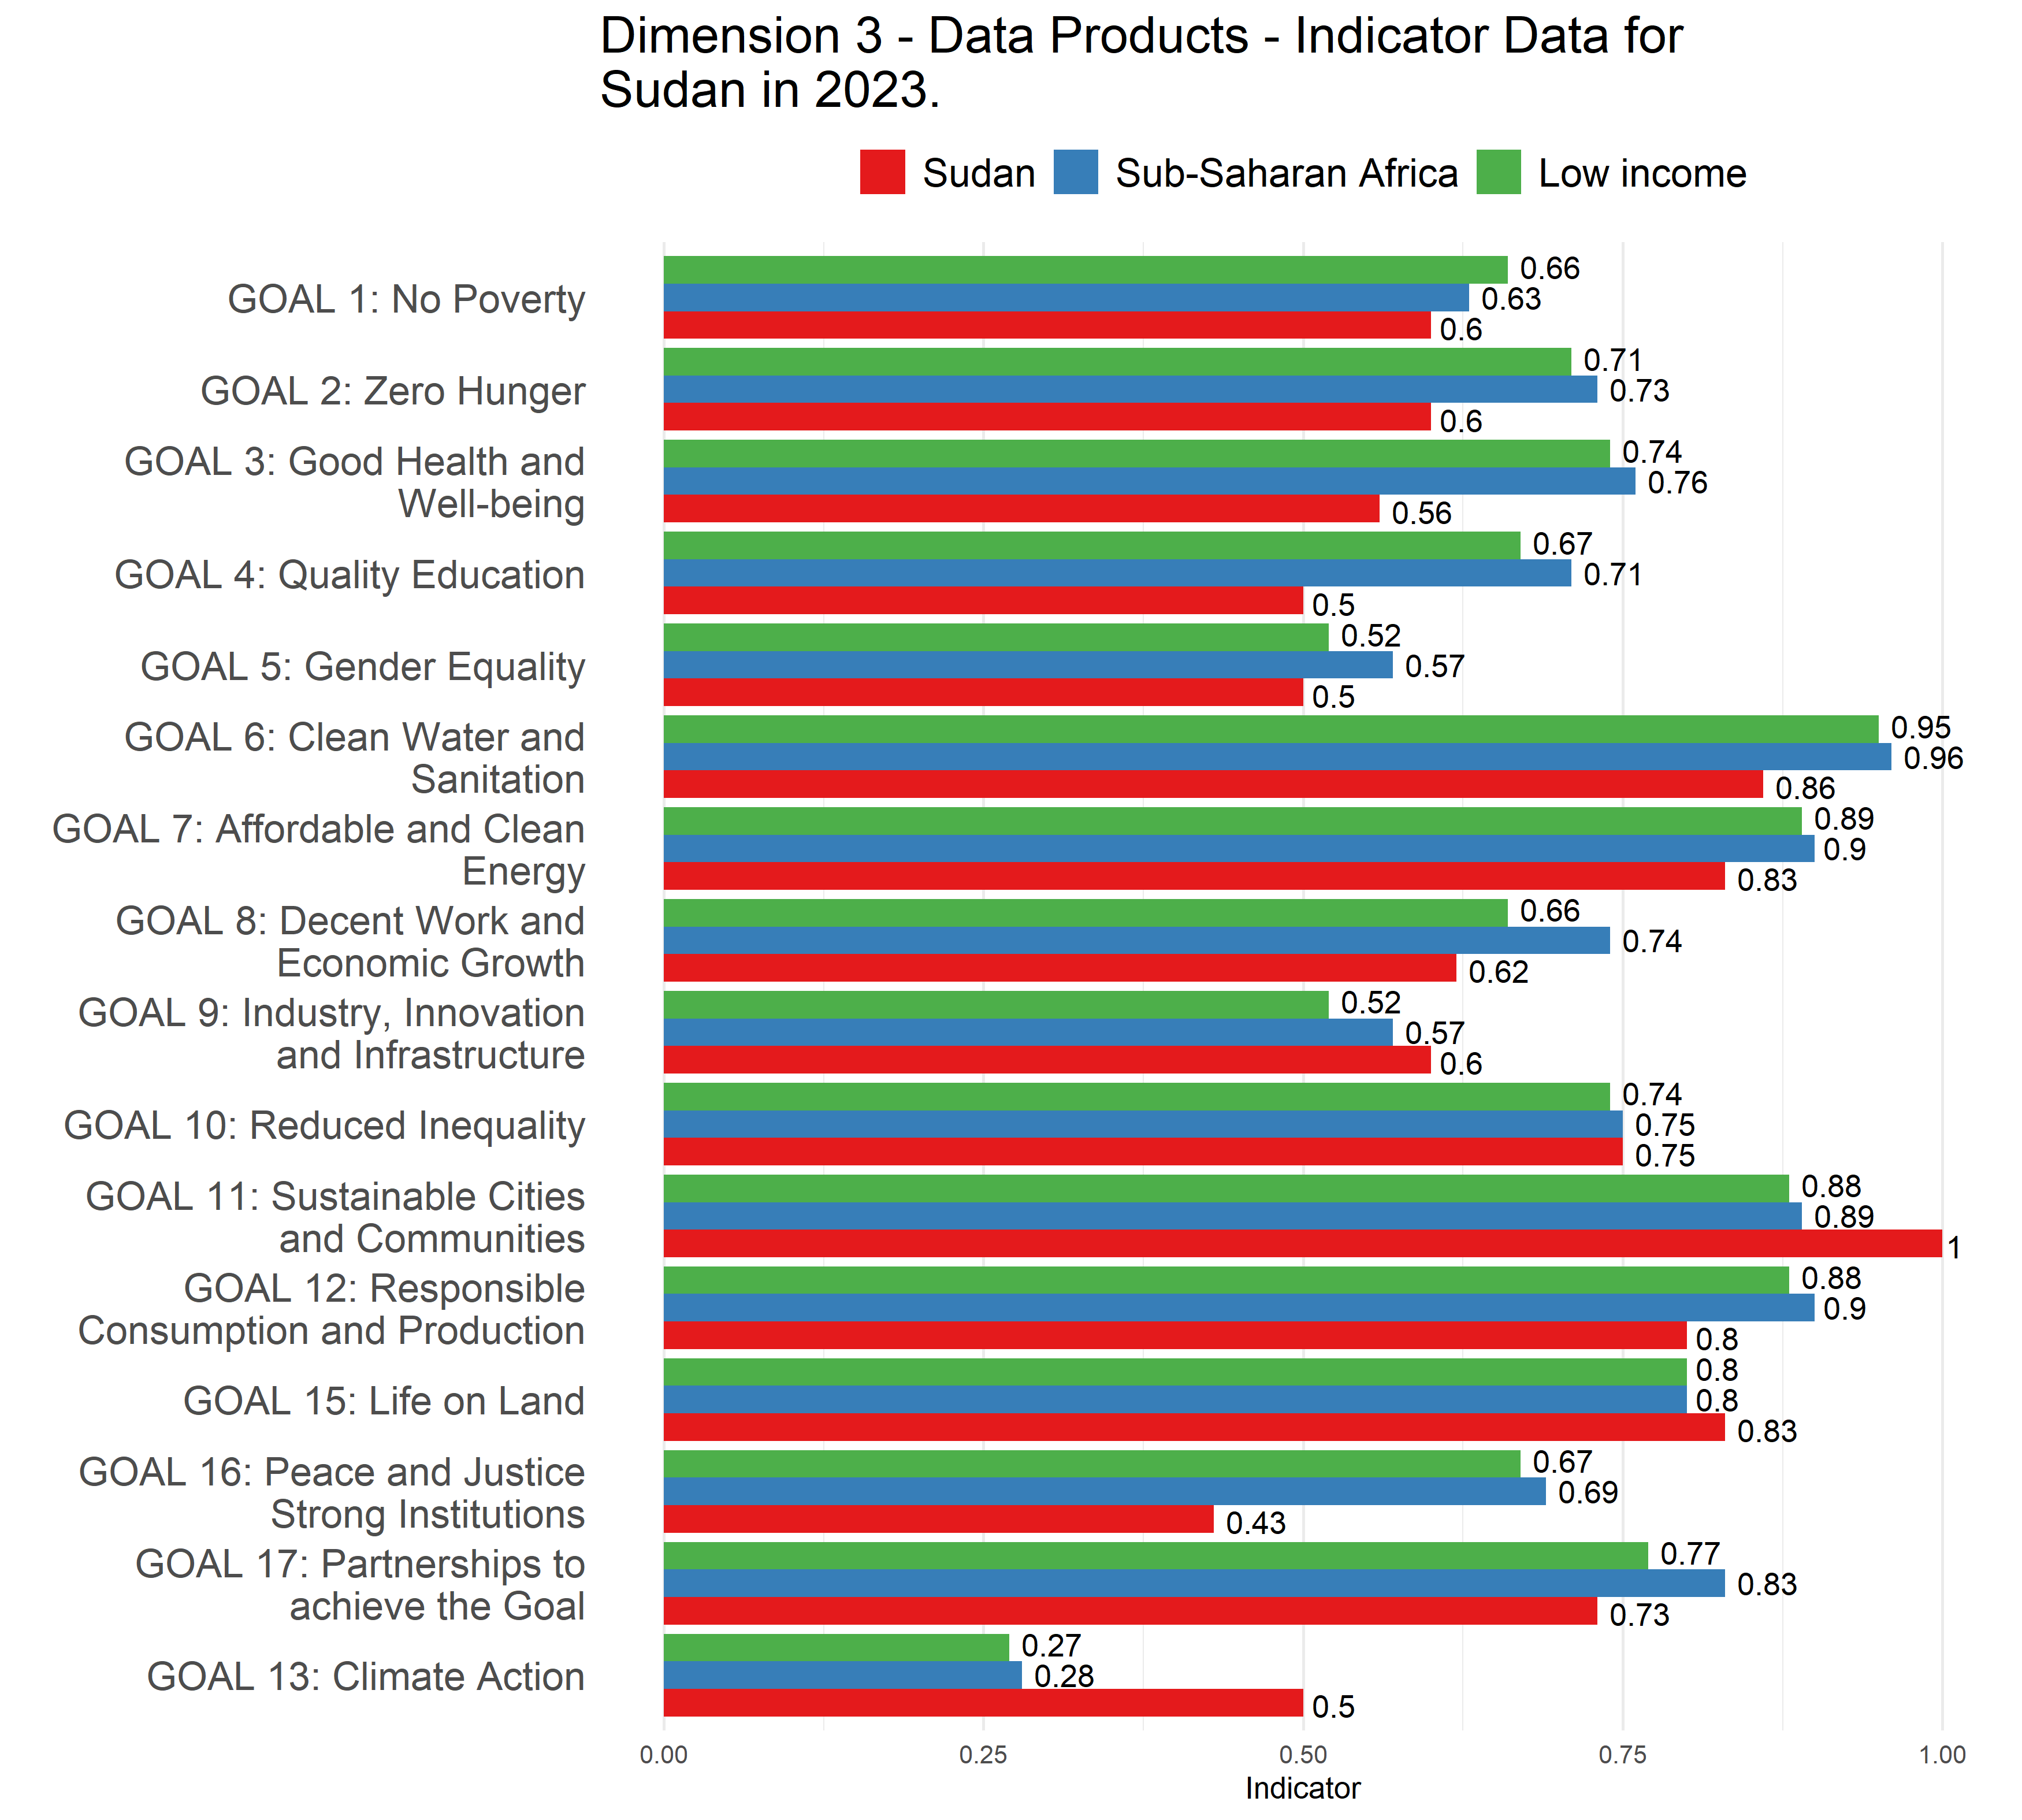 Dimension 3 - Data Products - Indicator Data for
Sudan in 2023.
Sudan
Sub-Saharan Africa
Low income
GOAL 1: No Poverty
0.66
0.63
0.6
GOAL 2: Zero Hunger
0.71
0.73
0.6
GOAL 3: Good Health and
Well-being
0.74
0.76
0.56
GOAL 4: Quality Education
0.67
0.71
0.5
GOAL 5: Gender Equality
0.52
0.57
0.5
GOAL 6: Clean Water and
Sanitation
0.95
0.96
0.86
GOAL 7: Affordable and Clean
Energy
0.89
0.9
0.83
GOAL 8: Decent Work and
Economic Growth
0.66
0.74
0.62
GOAL 9: Industry, Innovation
and Infrastructure
0.52
0.57
0.6
GOAL 10: Reduced Inequality
0.74
0.75
0.75
GOAL 11: Sustainable Cities
and Communities
0.88
0.89
1
GOAL 12: Responsible
Consumption and Production
0.88
0.9
0.8
GOAL 15: Life on Land
0.8
0.8
0.83
GOAL 16: Peace and Justice
Strong Institutions
0.67
0.69
0.43
GOAL 17: Partnerships to
achieve the Goal
0.77
0.83
0.73
GOAL 13: Climate Action
0.27
0.28
0.5
0.00
0.25
0.50
0.75
1.00
Indicator